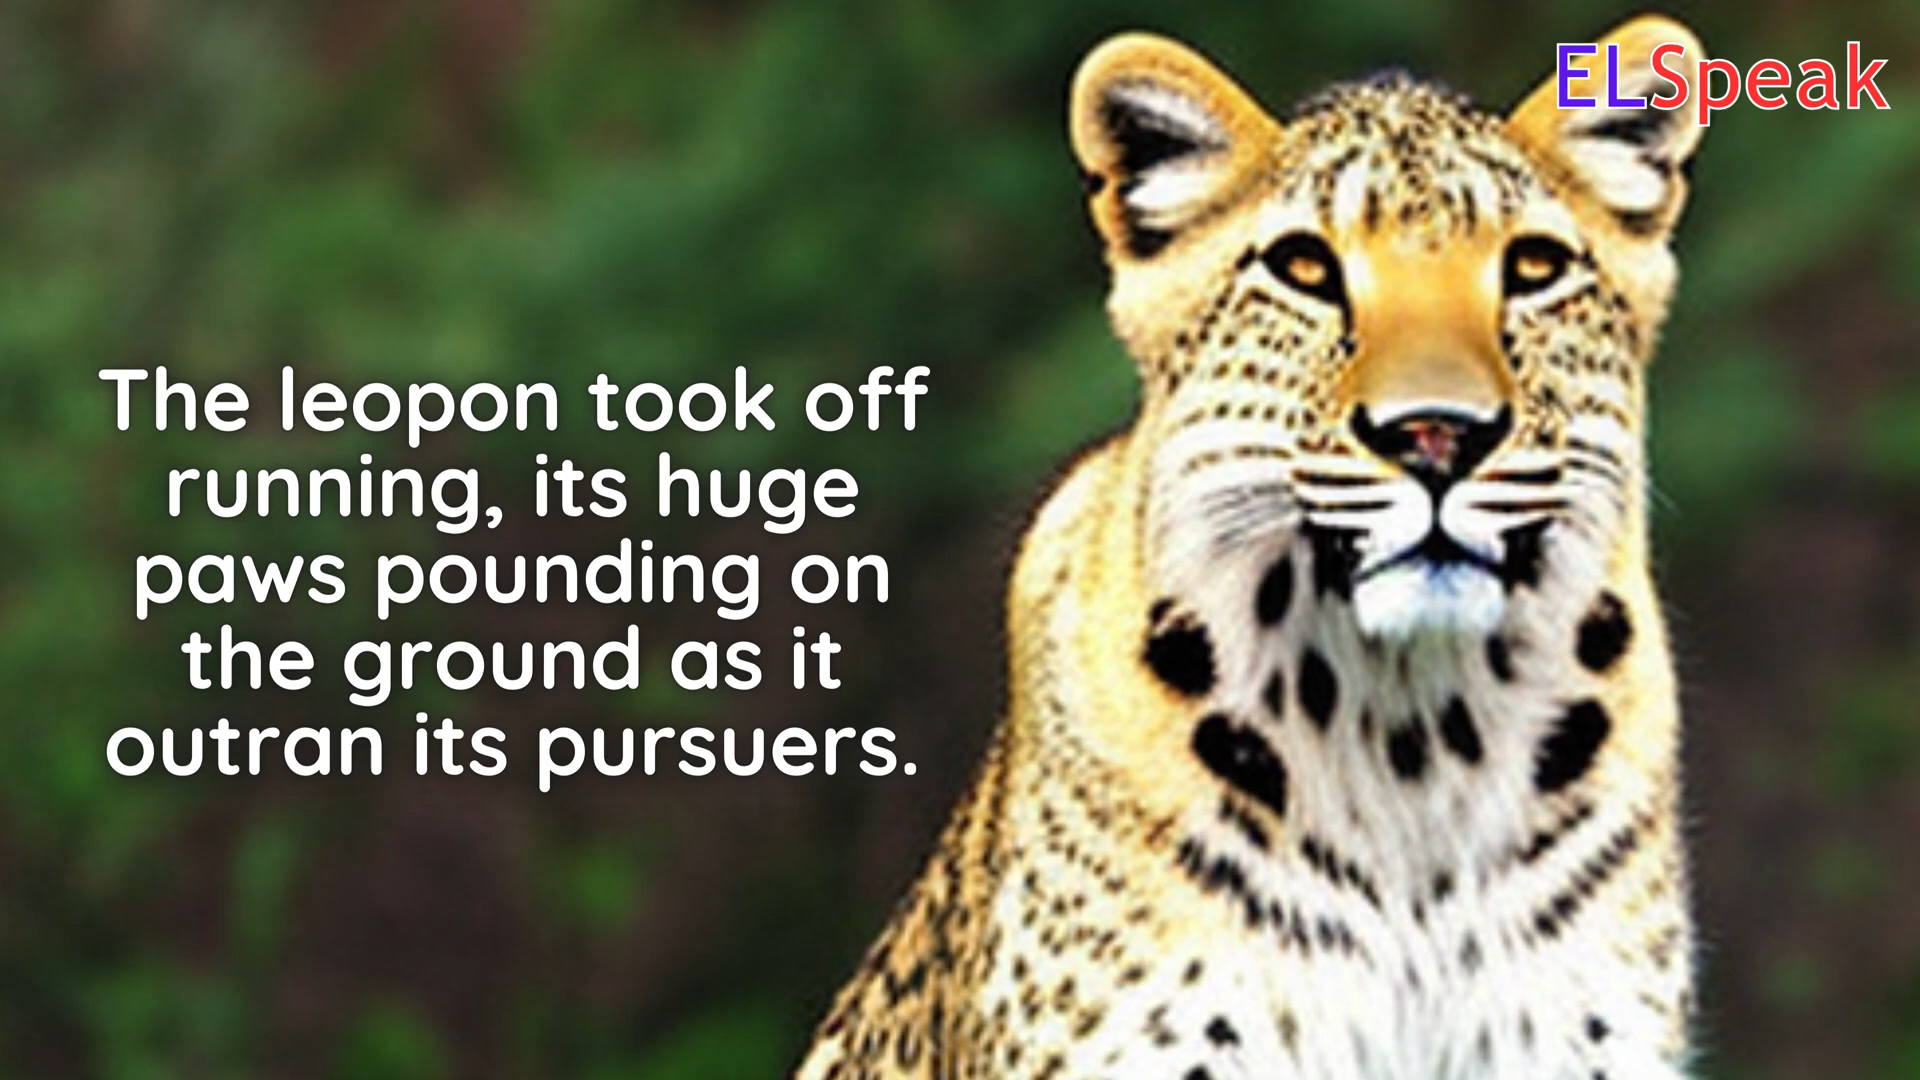 ELSpeak
The leopon took off
running, its huge
paws pounding on
the ground as it
outran its pursuers.